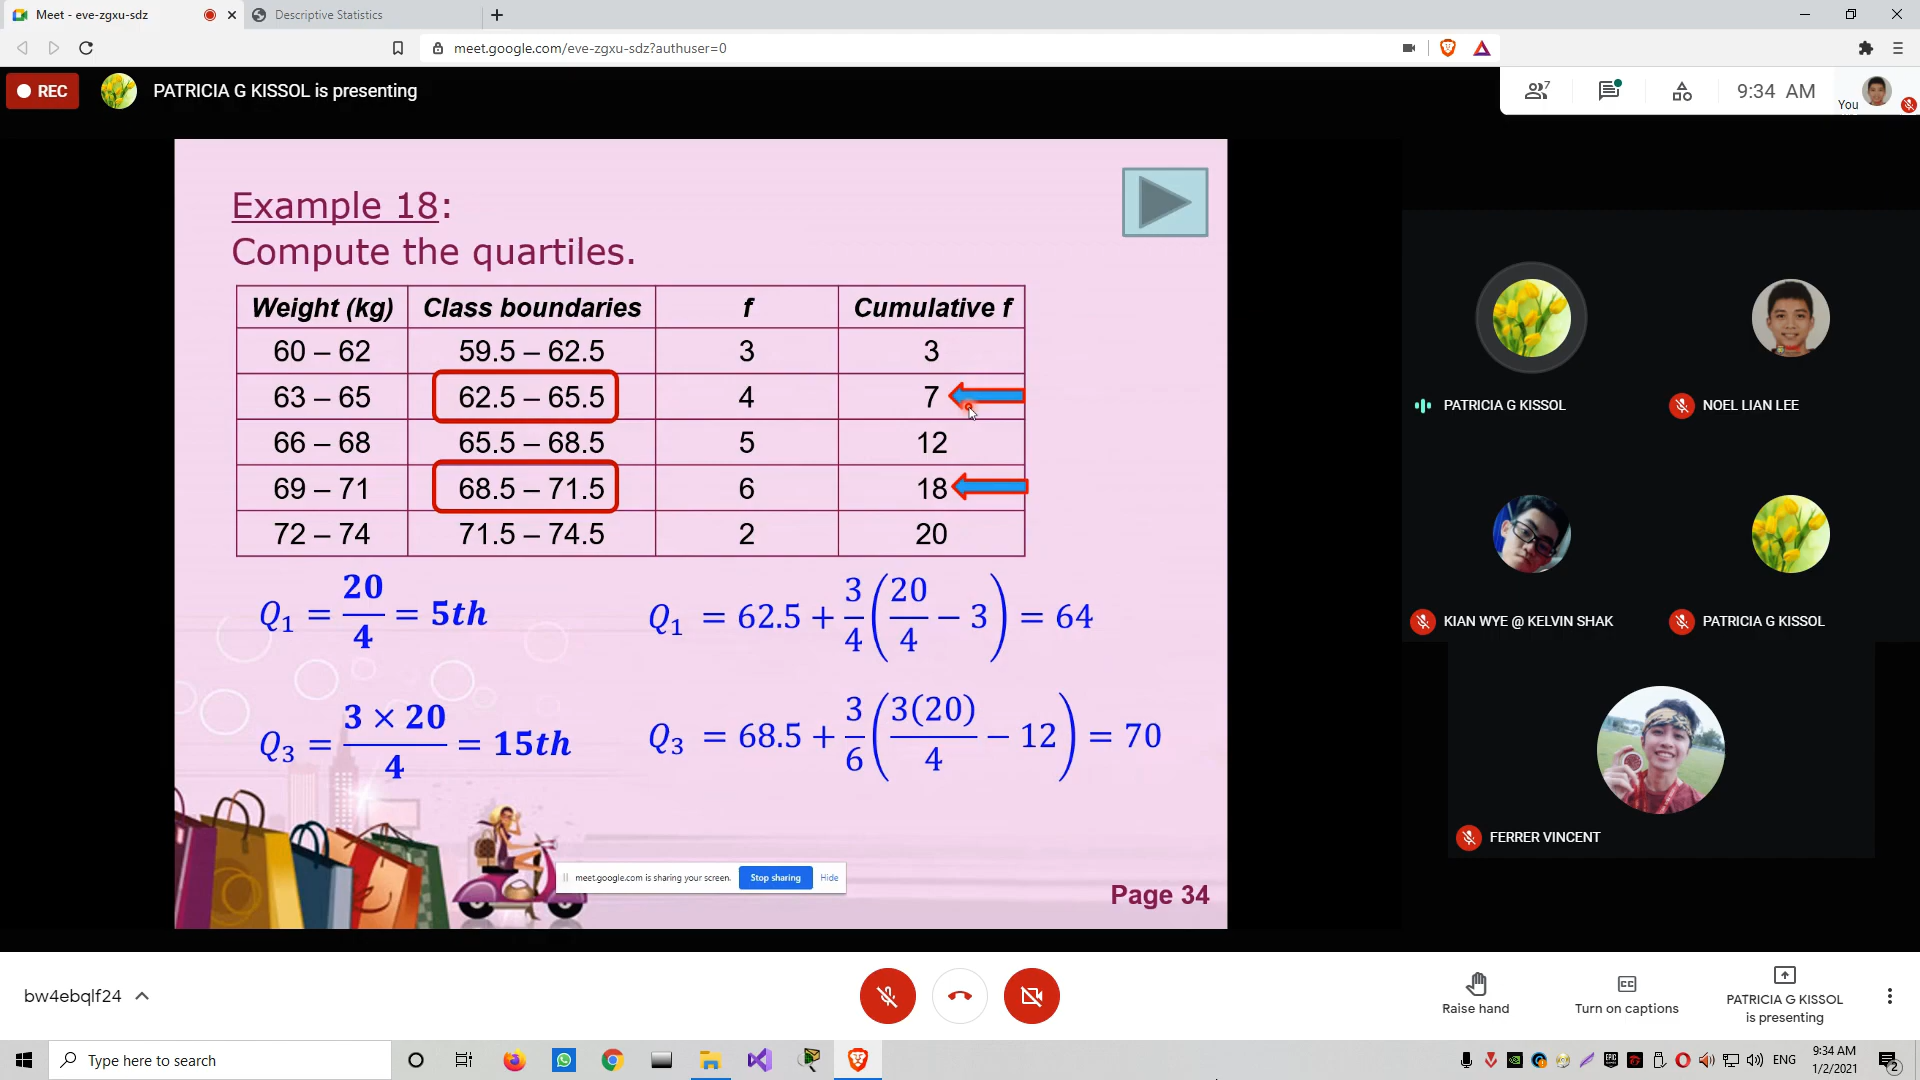 Meet - eve-zgxu-sdz
Descriptive Statistics
meet.google.com/eve-zgxu-sdz?authuser=0
REC
PATRICIA G KISSOL is presenting
7
9:34 AM
You
Example 18:
Compute the quartiles.
Weight (kg) Class boundaries f Cumulative f
60 – 62 59.5 – 62.5 3 3
63 – 65 62.5 – 65.5 4 7
66 – 68 65.5 – 68.5 5 12
69 – 71 68.5 – 71.5 6 18
72 – 74 71.5 – 74.5 2 20
Q₁ = 20/4 = 5th
Q₁ = 62.5 + 3/4 (20/4 − 3) = 64
Q₃ = 3 × 20/4 = 15th
Q₃ = 68.5 + 3/6 (3(20)/4 − 12) = 70
meet.google.com is sharing your screen.
Stop sharing
Hide
Page 34
PATRICIA G KISSOL
NOEL LIAN LEE
KIAN WYE @ KELVIN SHAK
PATRICIA G KISSOL
FERRER VINCENT
bw4ebqlf24
Raise hand
Turn on captions
PATRICIA G KISSOL
is presenting
Type here to search
ENG
9:34 AM
1/2/2021
2